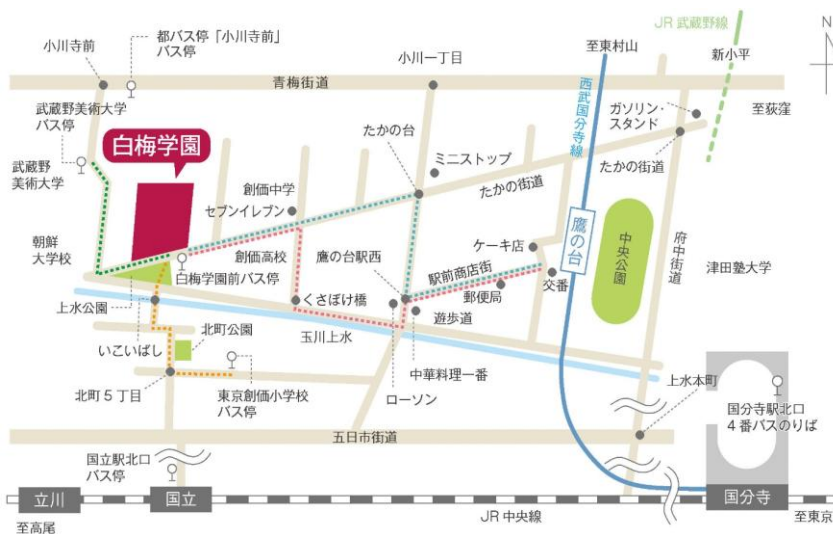 都バス停「小川寺前」
バス停
小川寺前
小川一丁目
至東村山
JR 武蔵野線
新小平
N
青梅街道
至荻窪
武蔵野美術大学
バス停
白梅学園
西武国分寺線
ガソリン・
スタンド
たかの台
ミニストップ
たかの街道
たかの街道
武蔵野
美術大学
創価中学
セブンイレブン
朝鮮
大学校
創価高校
鷹の台駅西
ケーキ店
鷹の台
中央公園
府中街道
津田塾大学
白梅学園前バス停
駅前商店街
郵便局
交番
上水公園
くさぼけ橋
遊歩道
玉川上水
いこいばし
北町公園
中華料理一番
北町5丁目
東京創価小学校
バス停
ローソン
上水本町
国分寺駅北口
4番バスのりば
五日市街道
国立駅北口
バス停
立川
国立
国分寺
至高尾
JR 中央線
至東京